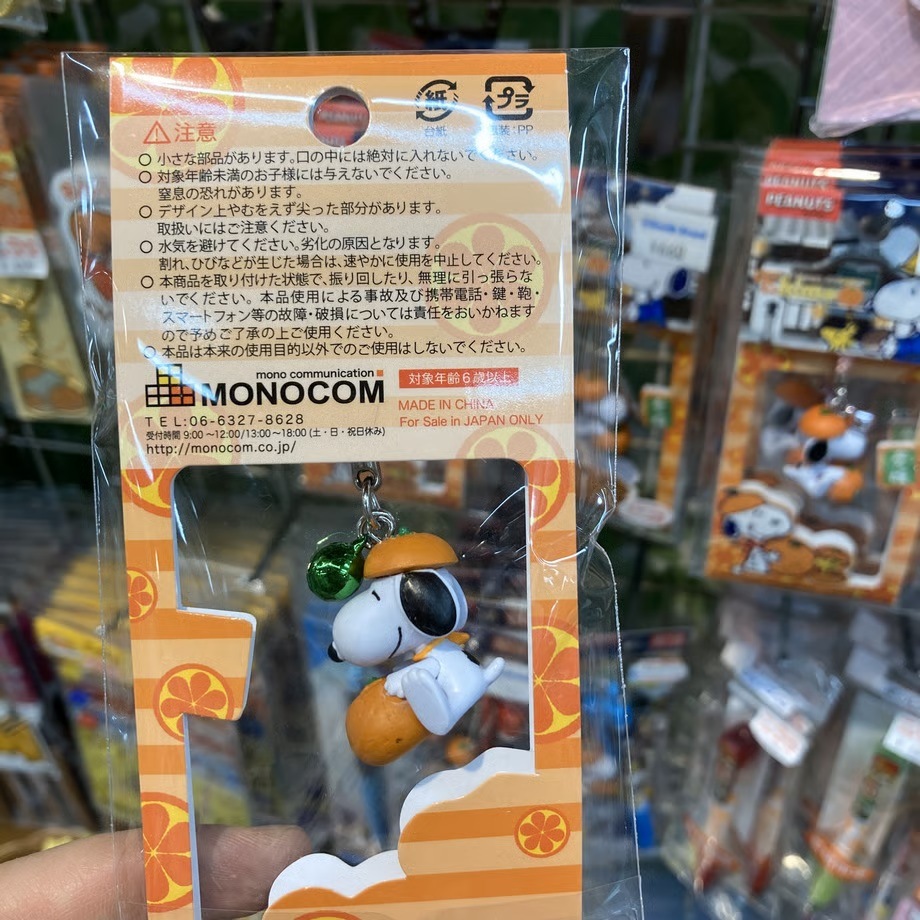 紙
プラ
台紙
包装:PP
注意
○ 小さな部品があります。口の中には絶対に入れないでください。
○ 対象年齢未満のお子様には与えないでください。
窒息の恐れがあります。
○ デザイン上やむをえず尖った部分があります。
取扱いにはご注意ください。
○ 水気を避けてください。劣化の原因となります。
割れ、ひびなどが生じた場合は、速やかに使用を中止してください。
○ 本商品を取り付けた状態で、振り回したり、無理に引っ張らな
いでください。本品使用による事故及び携帯電話・鍵・鞄・
スマートフォン等の故障・破損については責任をおいかねます
ので予めご了承の上ご使用ください。
○ 本品は本来の使用目的以外でのご使用はしないでください。
mono communication
MONOCOM
対象年齢6歳以上
TEL:06-6327-8628
MADE IN CHINA
受付時間 9:00~12:00/13:00~18:00 (土・日・祝日休み)
For Sale in JAPAN ONLY
http://monocom.co.jp/
PEANUTS